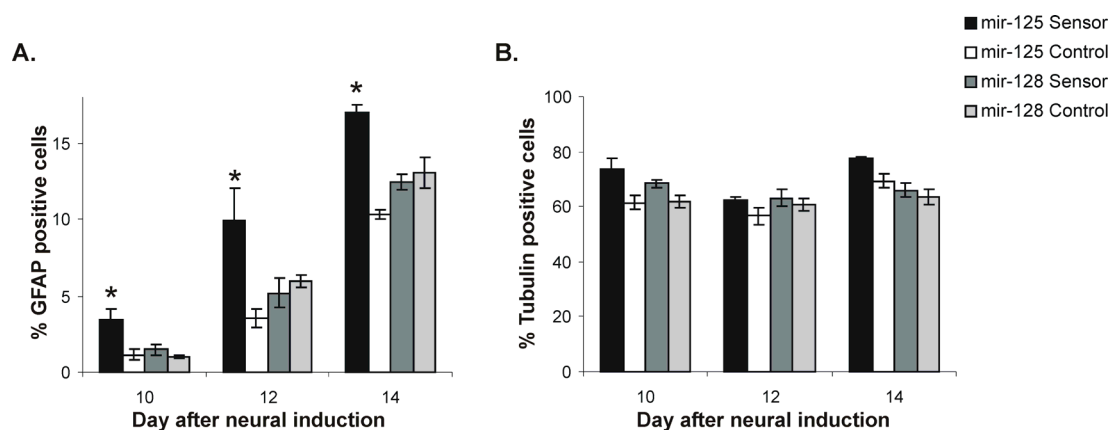 mir-125 Sensor
mir-125 Control
mir-128 Sensor
mir-128 Control
A.
% GFAP positive cells
15
10
5
0
*
*
*
10
12
14
Day after neural induction
B.
% Tubulin positive cells
100
80
60
40
20
0
10
12
14
Day after neural induction